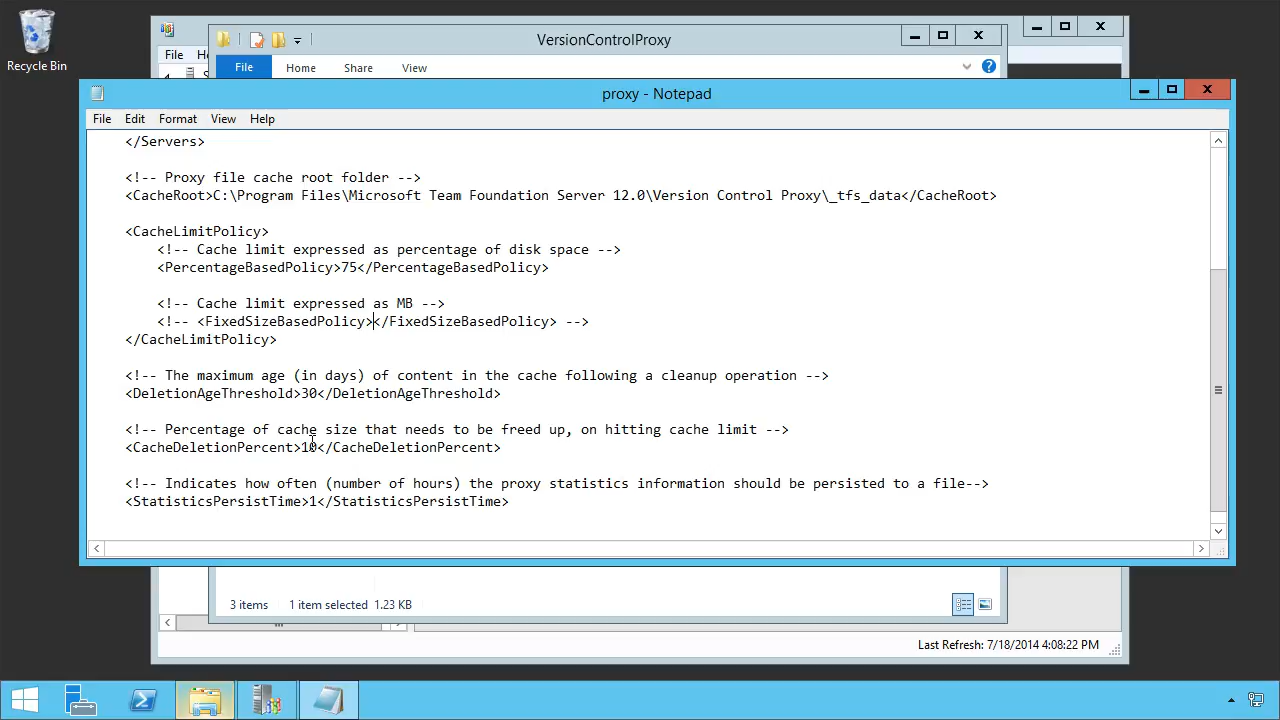 Recycle Bin
VersionControlProxy
File H
File Home Share View
proxy - Notepad
File Edit Format View Help
</Servers>
<!-- Proxy file cache root folder -->
<CacheRoot>C:\Program Files\Microsoft Team Foundation Server 12.0\Version Control Proxy\_tfs_data</CacheRoot>
<CacheLimitPolicy>
<!-- Cache limit expressed as percentage of disk space -->
<PercentageBasedPolicy>75</PercentageBasedPolicy>
<!-- Cache limit expressed as MB -->
<!-- <FixedSizeBasedPolicy></FixedSizeBasedPolicy> -->
</CacheLimitPolicy>
<!-- The maximum age (in days) of content in the cache following a cleanup operation -->
<DeletionAgeThreshold>30</DeletionAgeThreshold>
<!-- Percentage of cache size that needs to be freed up, on hitting cache limit -->
<CacheDeletionPercent>10</CacheDeletionPercent>
<!-- Indicates how often (number of hours) the proxy statistics information should be persisted to a file-->
<StatisticsPersistTime>1</StatisticsPersistTime>
3 items 1 item selected 1.23 KB
Last Refresh: 7/18/2014 4:08:22 PM